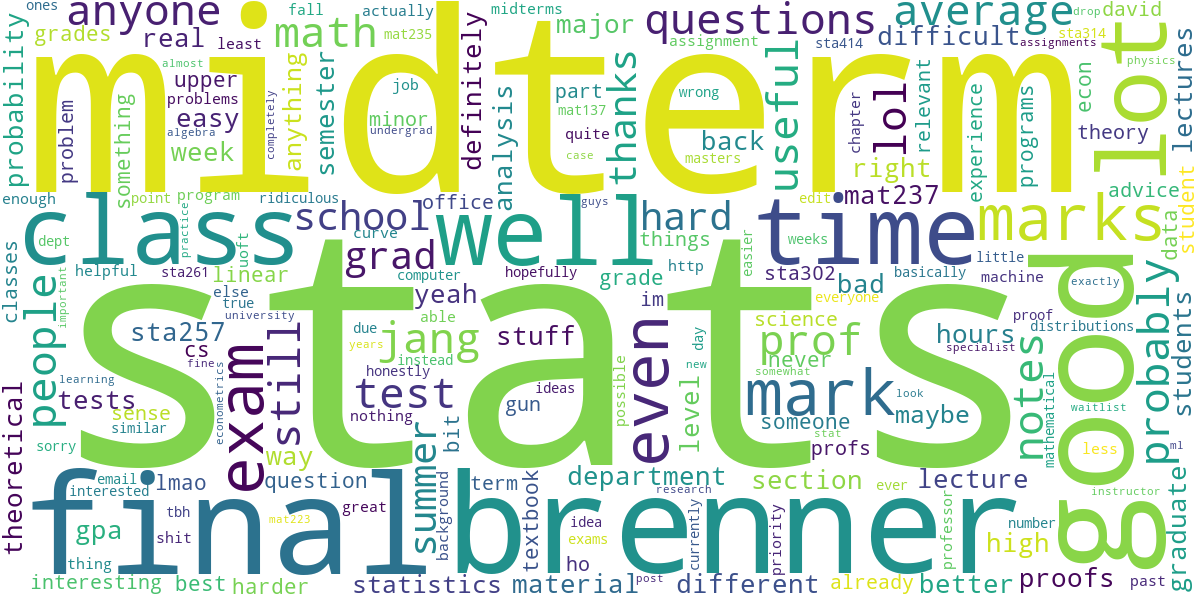 ones
anyone
fall
actually
midterms
questions
average
drop
david
grades
real
least
math
mat235
major
assignment
sta414
difficult
sta314
assignments
probability
almost
upper
job
definitely
part
wrong
useful
lol
relevant
econ
physics
lot
lectures
midterm
problems
easy
something
anything
semester
minor
undergrad
analysis
mat137
quite
thanks
back
chapter
experience
programs
theory
problem
algebra
week
completely
case
masters
right
enough
point
program
ridiculous
office
guys
edit
mat237
advice
student
class
practice
school
well
hard
time
marks
data
dept
uoft
curve
grad
things
weeks
little
classes
helpful
sta261
linear
computer
hopefully
grade
http
easier
sta302
basically
machine
exactly
important
else
true
university
yeah
im
bad
everyone
people
stats
sta257
cs
fine
due
years
able
jang
instead
stuff
science
prof
never
day
new
hours
specialist
proof
distributions
good
probably
students
learning
exam
still
honestly
test
ideas
even
possible
level
somewhat
mark
look
notes
waitlist
theoretical
tests
sense
similar
econometrics
nothing
gun
someone
maybe
stat
profs
mathematical
less
ml
sorry
way
summer
bit
department
section
ever
lecture
instructor
email
interested
lmao
question
term
research
final
brenner
tbh
mat223
great
background
textbook
idea
exams
currently
priority
professor
number
high
graduate
gpa
shit
thing
ho
interesting
best
harder
statistics
material
post
different
already
better
proofs
past